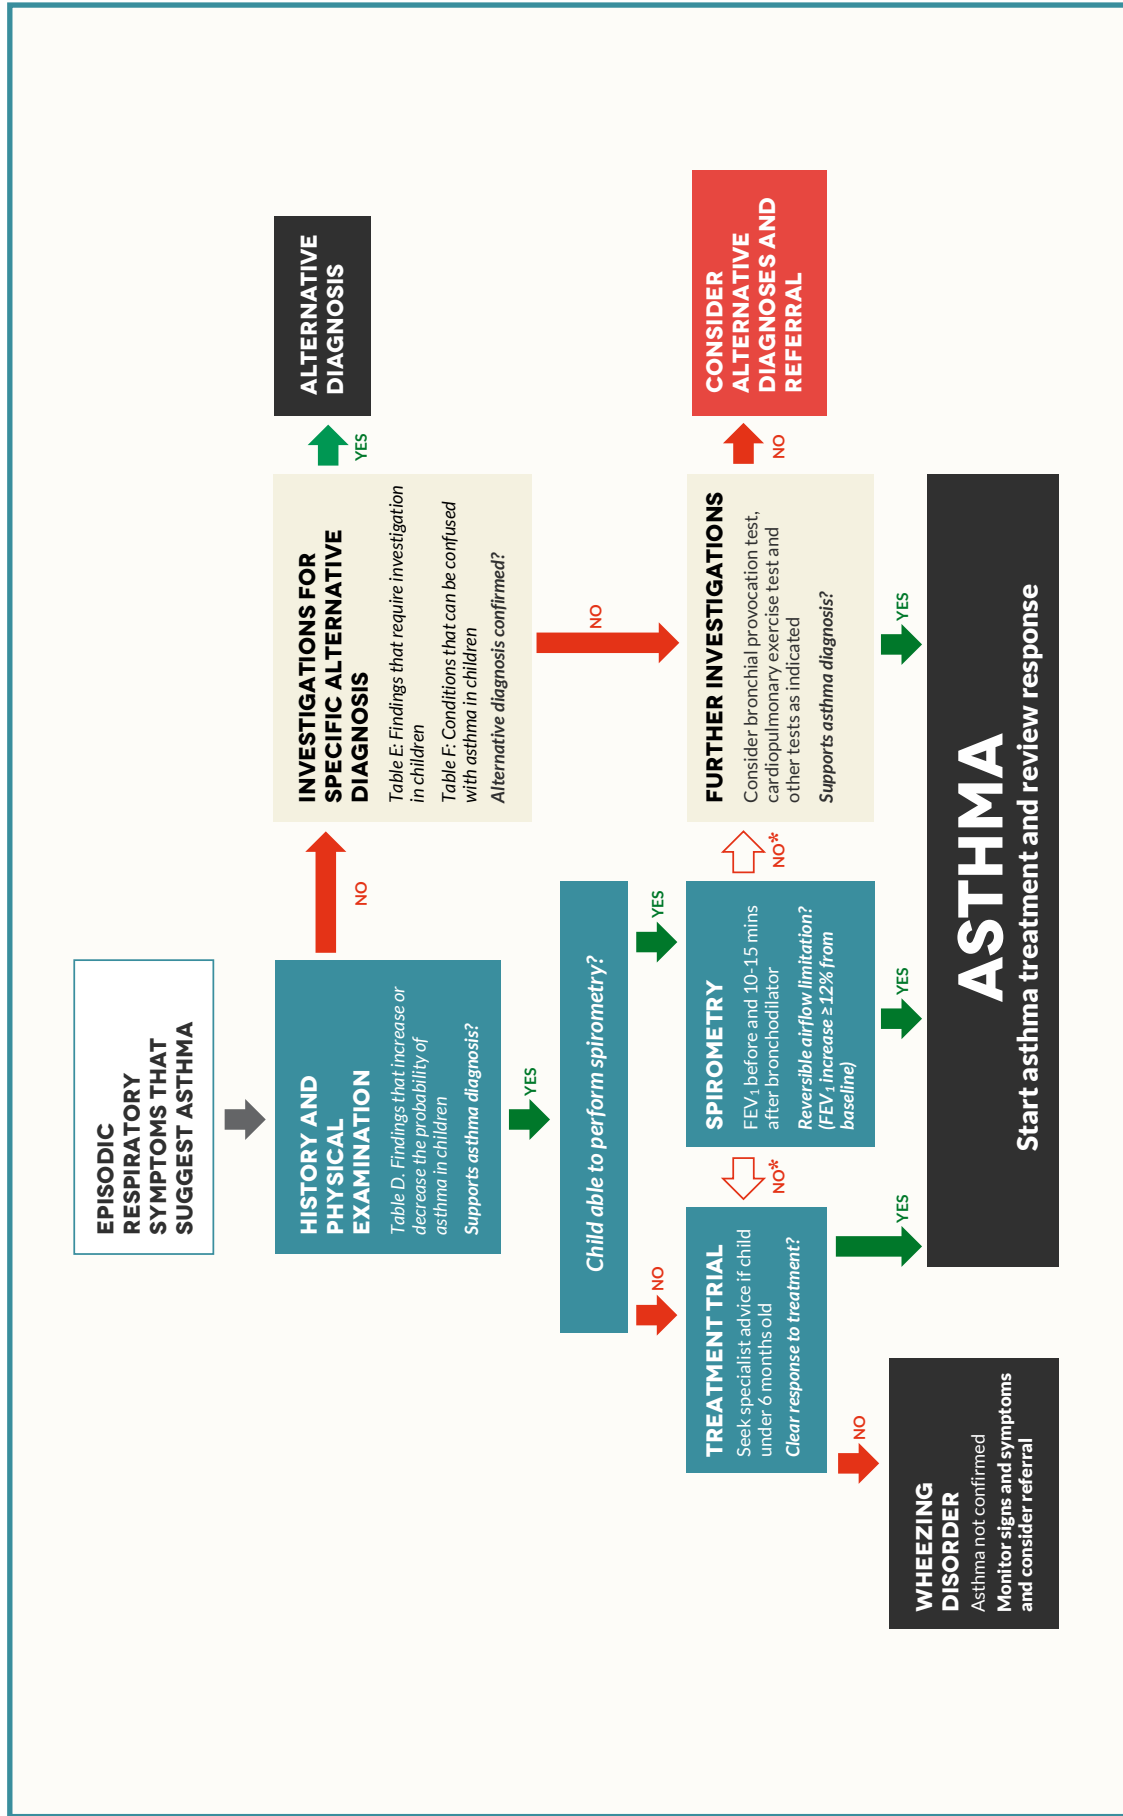 EPISODIC
RESPIRATORY
SYMPTOMS THAT
SUGGEST ASTHMA
HISTORY AND
PHYSICAL
EXAMINATION
Table D. Findings that increase or
decrease the probability of
asthma in children
Supports asthma diagnosis?
NO
INVESTIGATIONS FOR
SPECIFIC ALTERNATIVE
DIAGNOSIS
Table E: Findings that require investigation
in children
Table F: Conditions that can be confused
with asthma in children
Alternative diagnosis confirmed?
YES
ALTERNATIVE
DIAGNOSIS
YES
NO
Child able to perform spirometry?
NO
YES
TREATMENT TRIAL
Seek specialist advice if child
under 6 months old
Clear response to treatment?
NO*
SPIROMETRY
FEV₁ before and 10-15 mins
after bronchodilator
Reversible airflow limitation?
(FEV₁ increase ≥12% from
baseline)
NO*
FURTHER INVESTIGATIONS
Consider bronchial provocation test,
cardiopulmonary exercise test and
other tests as indicated
Supports asthma diagnosis?
NO
CONSIDER
ALTERNATIVE
DIAGNOSES AND
REFERRAL
NO
YES
YES
YES
WHEEZING
DISORDER
Asthma not confirmed
Monitor signs and symptoms
and consider referral
ASTHMA
Start asthma treatment and review response